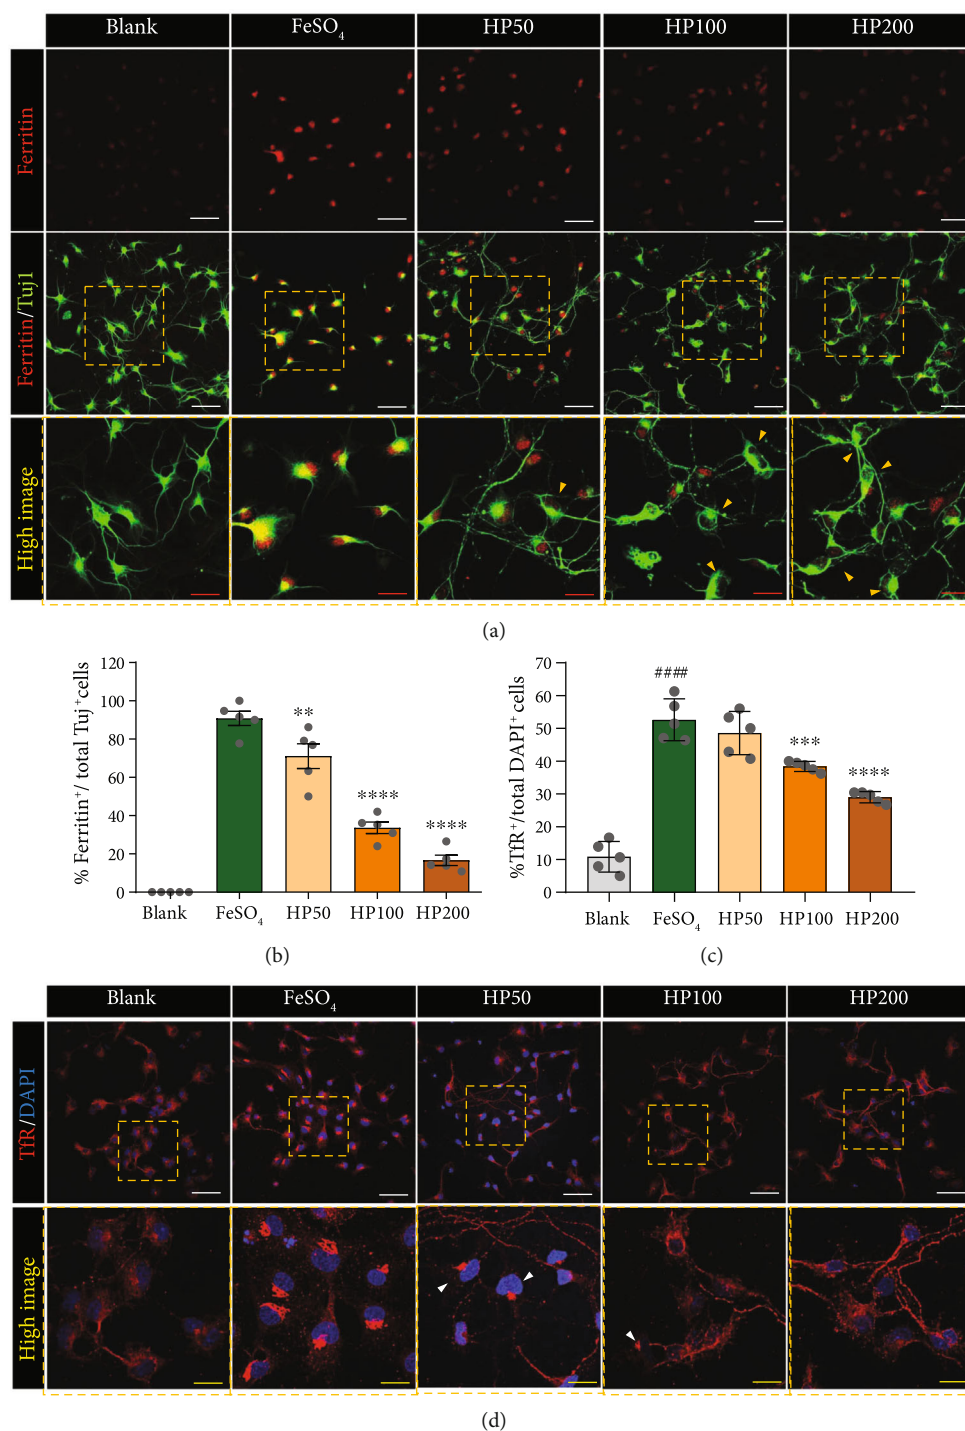 Blank FeSO4 HP50 HP100 HP200
Ferritin
Ferritin/Tuj1
High image
(a)
% Ferritin+/ total Tuj+cells
120
100
80
60
40
20
0
**
****
****
Blank FeSO4 HP50 HP100 HP200
(b)
%TfR+/total DAPI+ cells
70
60
50
40
30
20
10
0
####
***
****
Blank FeSO4 HP50 HP100 HP200
(c)
Blank FeSO4 HP50 HP100 HP200
TfR/DAPI
High image
(d)